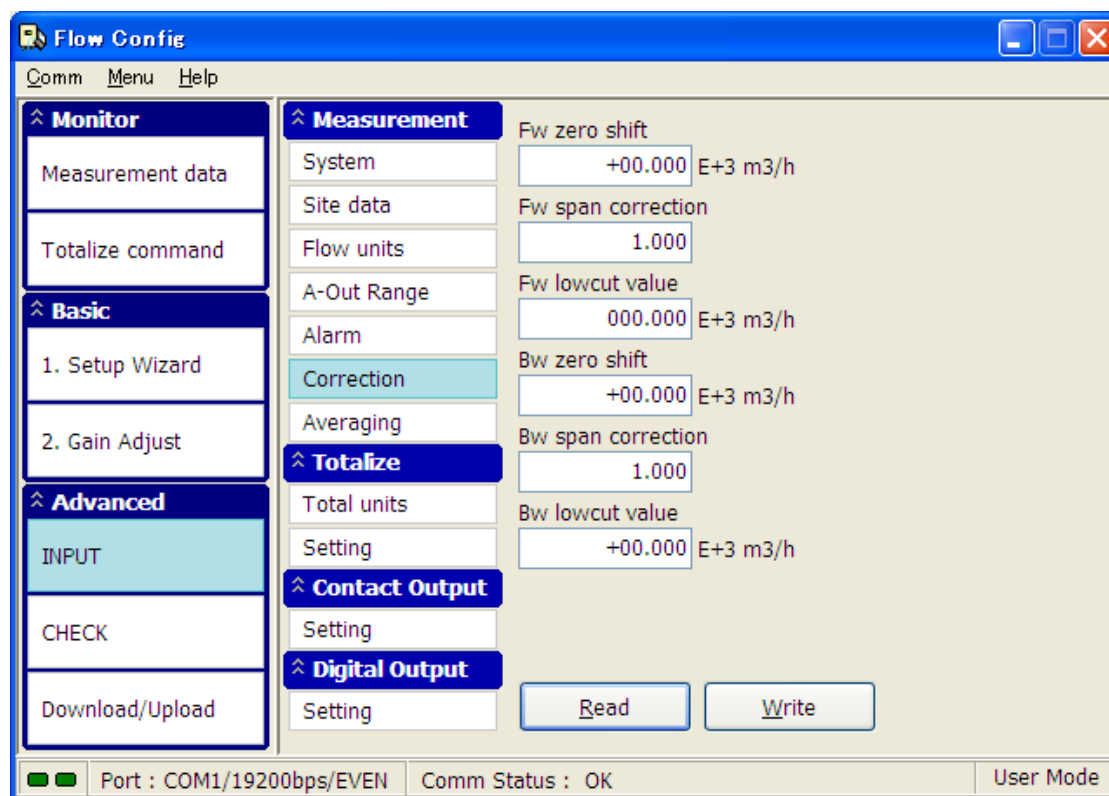 Flow Config
Comm Menu Help
Monitor
Measurement data
Totalize command
Basic
1. Setup Wizard
2. Gain Adjust
Advanced
INPUT
CHECK
Download/Upload
Measurement
System
Site data
Flow units
A-Out Range
Alarm
Correction
Averaging
Totalize
Total units
Setting
Contact Output
Setting
Digital Output
Setting
Fw zero shift
+00.000 E+3 m3/h
Fw span correction
1.000
Fw lowcut value
000.000 E+3 m3/h
Bw zero shift
+00.000 E+3 m3/h
Bw span correction
1.000
Bw lowcut value
+00.000 E+3 m3/h
Read Write
Port : COM1/19200bps/EVEN Comm Status : OK User Mode